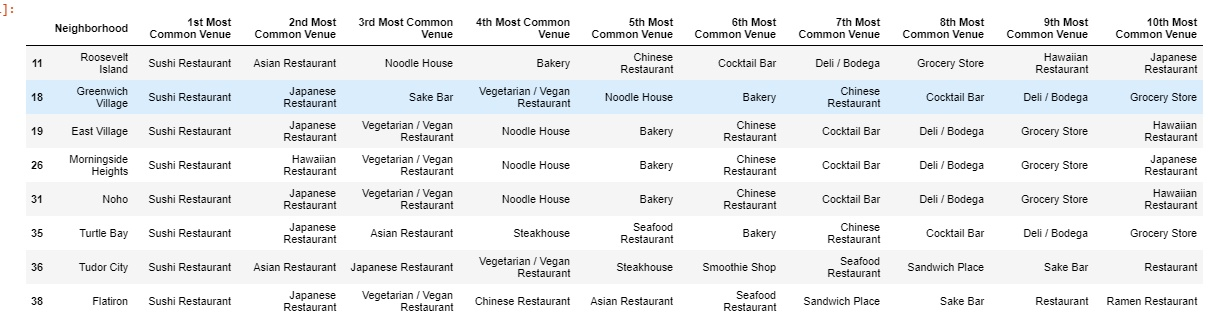 ]:
Neighborhood 1st Most Common Venue 2nd Most Common Venue 3rd Most Common Venue 4th Most Common Venue 5th Most Common Venue 6th Most Common Venue 7th Most Common Venue 8th Most Common Venue 9th Most Common Venue 10th Most Common Venue
11 Roosevelt Island Sushi Restaurant Asian Restaurant Noodle House Bakery Chinese Restaurant Cocktail Bar Deli / Bodega Grocery Store Hawaiian Restaurant Japanese Restaurant
18 Greenwich Village Sushi Restaurant Japanese Restaurant Sake Bar Vegetarian / Vegan Restaurant Noodle House Bakery Chinese Restaurant Cocktail Bar Deli / Bodega Grocery Store
19 East Village Sushi Restaurant Japanese Restaurant Vegetarian / Vegan Restaurant Noodle House Bakery Chinese Restaurant Cocktail Bar Deli / Bodega Grocery Store Hawaiian Restaurant
26 Morningside Heights Sushi Restaurant Hawaiian Restaurant Vegetarian / Vegan Restaurant Noodle House Bakery Chinese Restaurant Cocktail Bar Deli / Bodega Grocery Store Japanese Restaurant
31 Noho Sushi Restaurant Japanese Restaurant Vegetarian / Vegan Restaurant Noodle House Bakery Chinese Restaurant Cocktail Bar Deli / Bodega Grocery Store Hawaiian Restaurant
35 Turtle Bay Sushi Restaurant Japanese Restaurant Asian Restaurant Steakhouse Seafood Restaurant Bakery Chinese Restaurant Cocktail Bar Deli / Bodega Grocery Store
36 Tudor City Sushi Restaurant Asian Restaurant Japanese Restaurant Vegetarian / Vegan Restaurant Steakhouse Smoothie Shop Seafood Restaurant Sandwich Place Sake Bar Restaurant
38 Flatiron Sushi Restaurant Japanese Restaurant Vegetarian / Vegan Restaurant Chinese Restaurant Asian Restaurant Seafood Restaurant Sandwich Place Sake Bar Restaurant Ramen Restaurant